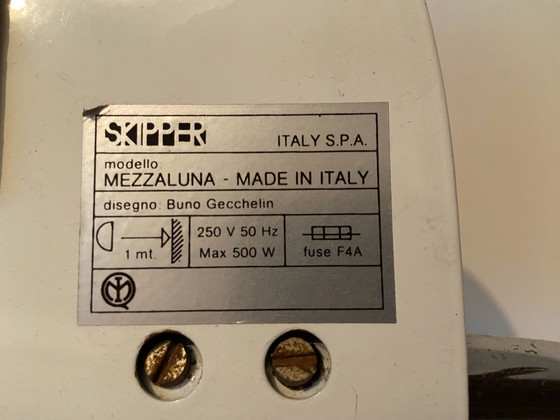 SKIPPER ITALY S.P.A.
modello:
MEZZALUNA - MADE IN ITALY
disegno: Buno Gecchelin
1 mt.
250 V 50 Hz
Max 500 W
fuse F4A